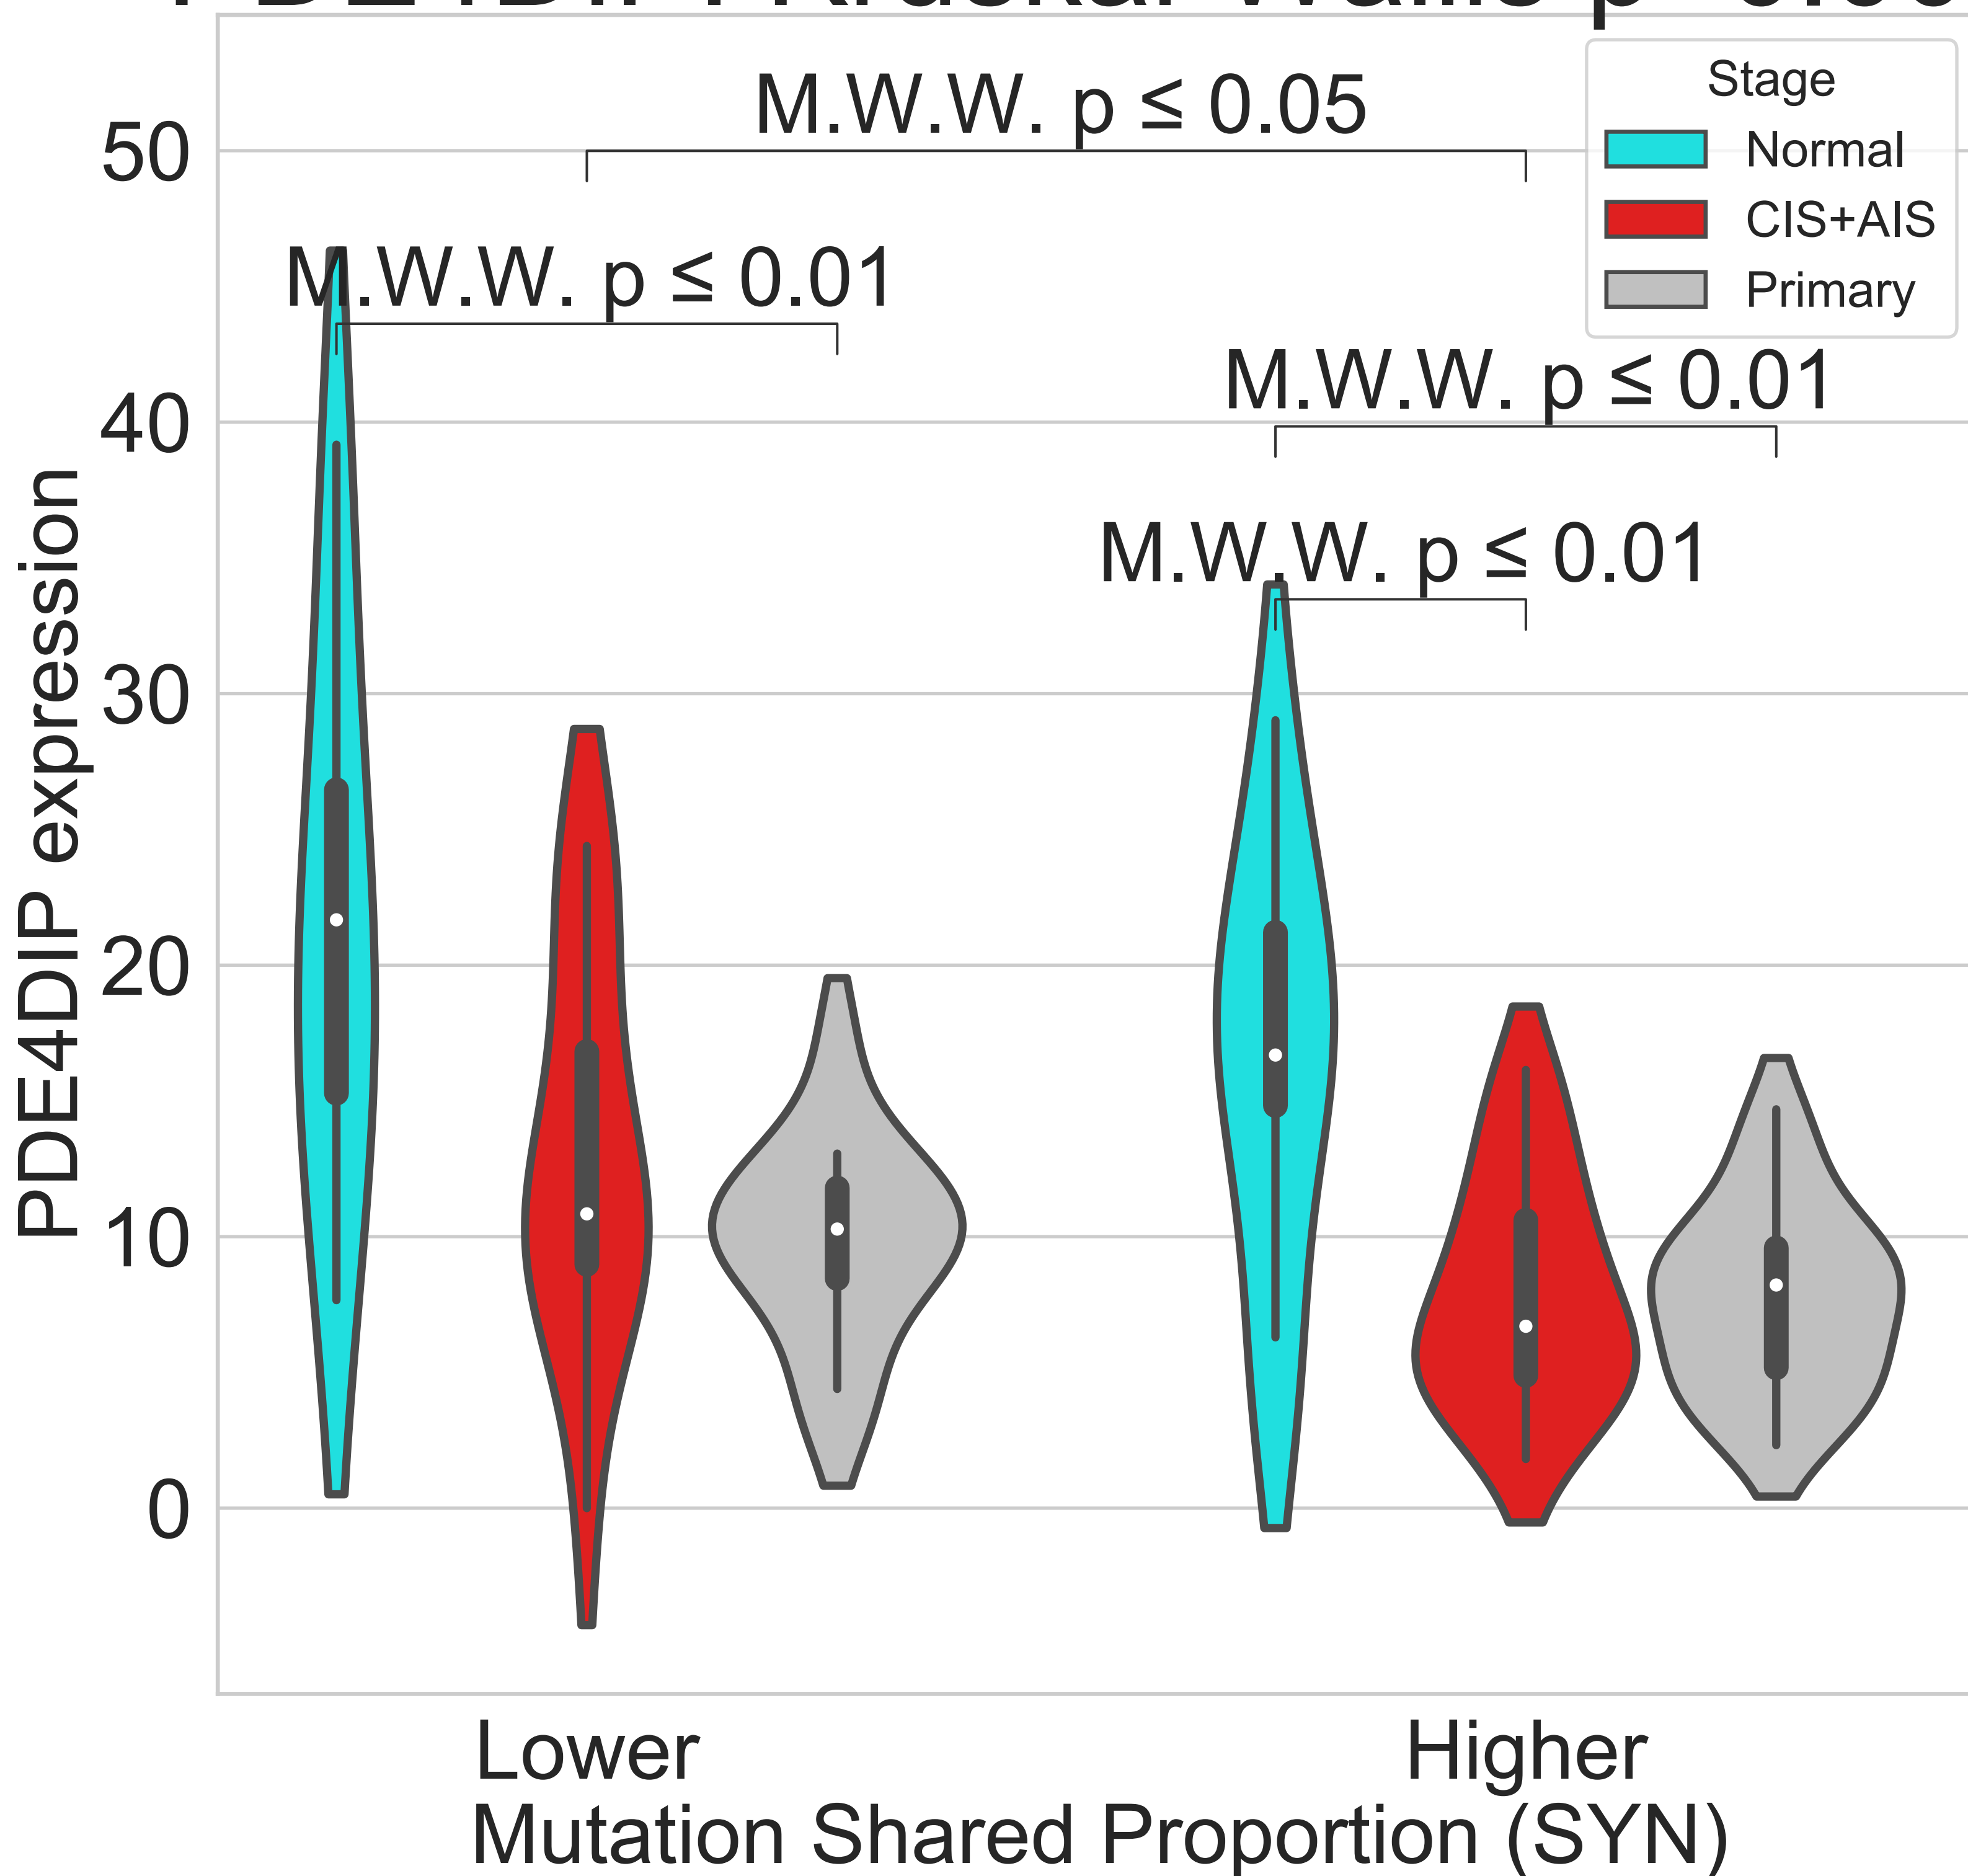 M.W.W. p ≤ 0.05
Stage
Normal
CIS+AIS
Primary
M.W.W. p ≤ 0.01
M.W.W. p ≤ 0.01
M.W.W. p ≤ 0.01
50
40
30
20
10
0
PDE4DIP expression
Lower
Higher
Mutation Shared Proportion (SYN)